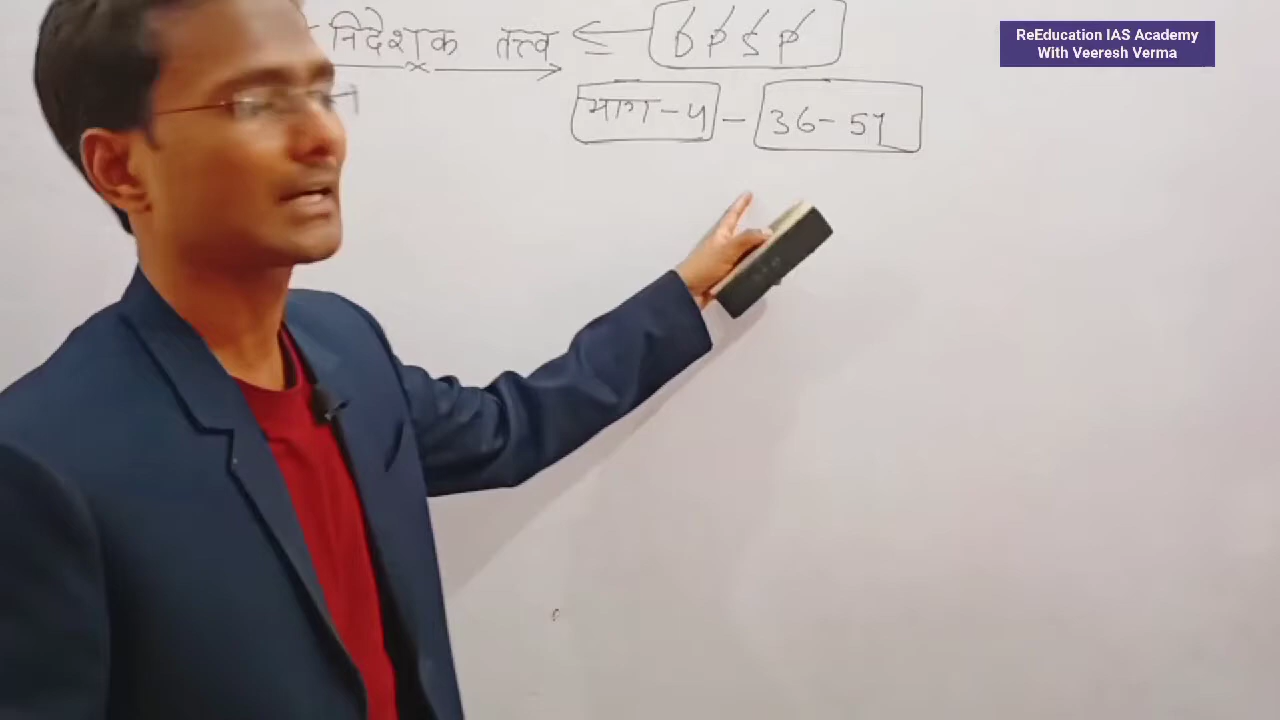 निदेशक तत्त्व ← DPSP
भाग-4 - 36-51
ReEducation IAS Academy
With Veeresh Verma